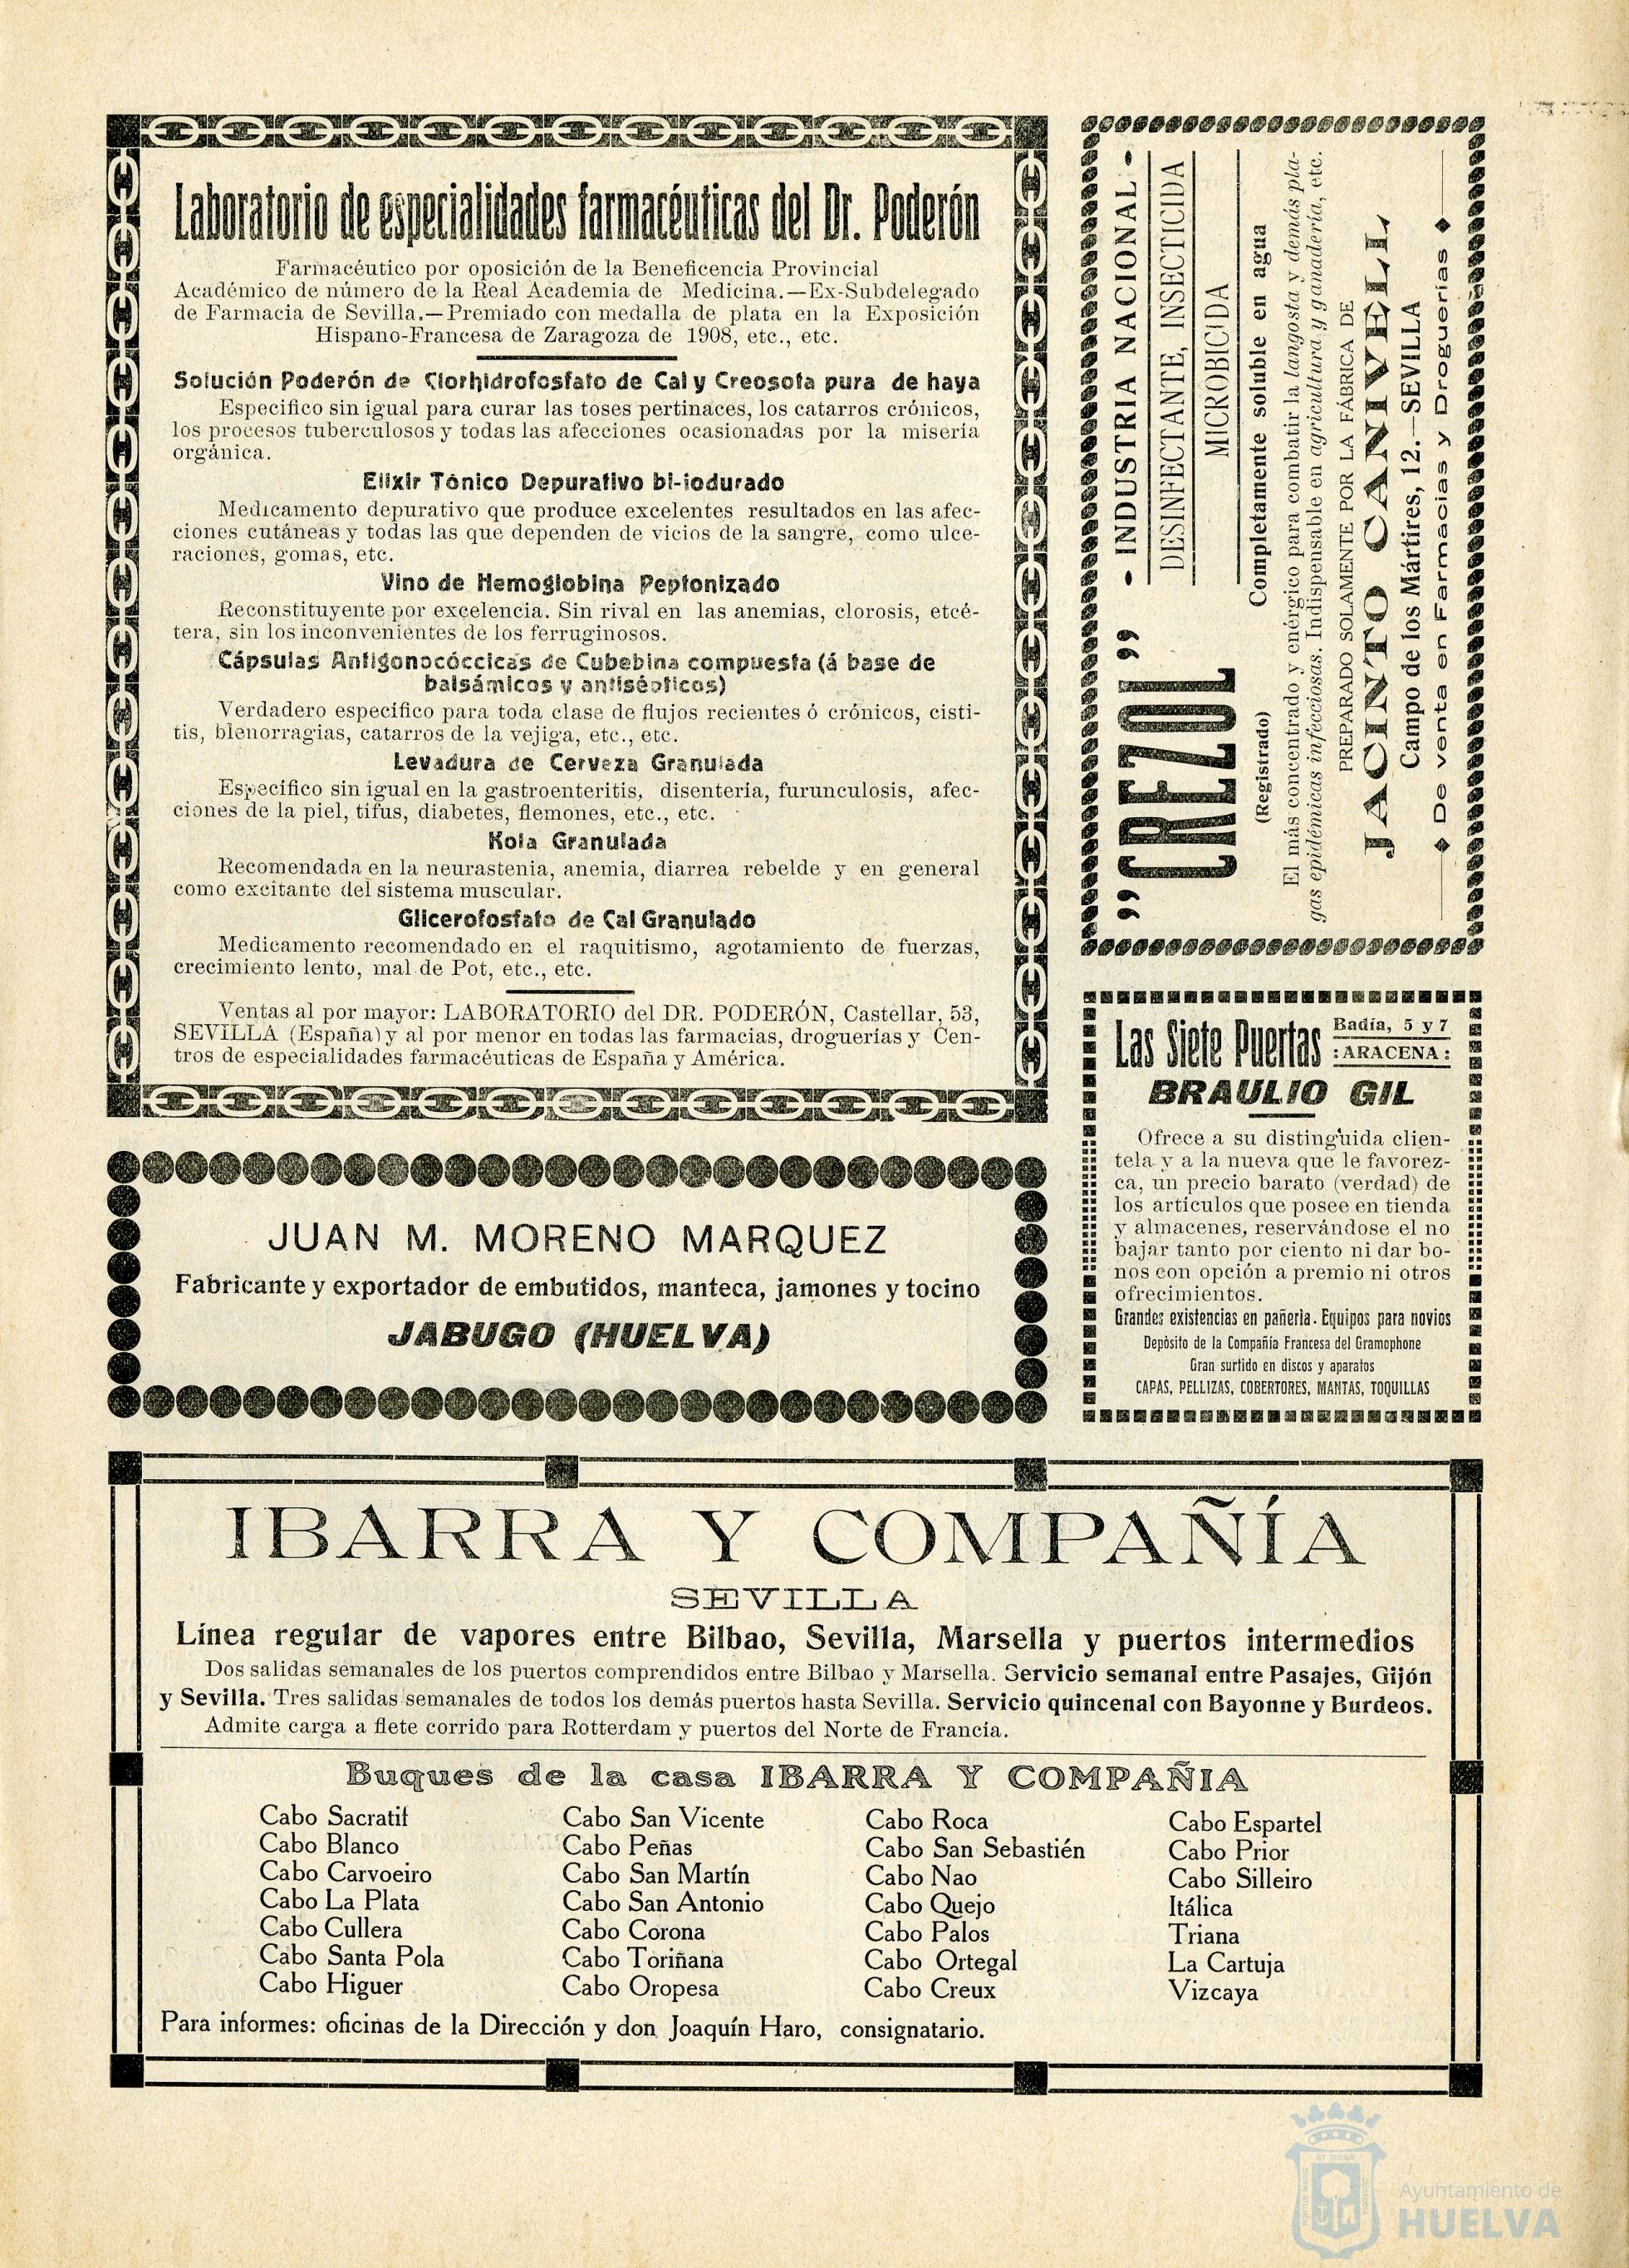 Laboratorio de especialidades farmacéuticas del Dr. Poderón
Farmacéutico por oposición de la Beneficencia Provincial
Académico de número de la Real Academia de Medicina.—Ex-Subdelegado
de Farmacia de Sevilla.—Premiado con medalla de plata en la Exposición
Hispano-Francesa de Zaragoza de 1908, etc., etc.
Solución Poderón de Clorhidrofosfato de Cal y Creosota pura de haya
Especifico sin igual para curar las toses pertinaces, los catarros crónicos,
los procesos tuberculosos y todas las afecciones ocasionadas por la miseria
orgánica.
Elixir Tónico Depurativo bi-iodurado
Medicamento depurativo que produce excelentes resultados en las afec-
ciones cutáneas y todas las que dependen de vicios de la sangre, como ulce-
raciones, gomas, etc.
Vino de Hemoglobina Peptonizado
Reconstituyente por excelencia. Sin rival en las anemias, clorosis, etcé-
tera, sin los inconvenientes de los ferruginosos.
Cápsulas Antigonocóccicas de Cubebina compuesta (á base de
balsámicos y antisépticos)
Verdadero específico para toda clase de flujos recientes ó crónicos, cisti-
tis, blenorragias, catarros de la vejiga, etc., etc.
Levadura de Cerveza Granulada
Específico sin igual en la gastroenteritis, disenteria, furunculosis, afec-
ciones de la piel, tifus, diabetes, flemones, etc., etc.
Kola Granulada
Recomendada en la neurastenia, anemia, diarrea rebelde y en general
como excitante del sistema muscular.
Glicerofosfato de Cal Granulado
Medicamento recomendado en el raquitismo, agotamiento de fuerzas,
crecimiento lento, mal de Pot, etc., etc.
Ventas al por mayor: LABORATORIO del DR. PODERÓN, Castellar, 53,
SEVILLA (España) y al por menor en todas las farmacias, droguerías y Cen-
tros de especialidades farmacéuticas de España y América.
"CREZOL"
(Registrado)
- INDUSTRIA NACIONAL -
DESINFECTANTE, INSECTICIDA
MICROBICIDA
Completamente soluble en agua
El más concentrado y enérgico para combatir la langosta y demás pla-
gas epidémicas infecciosas. Indispensable en agricultura y ganadería, etc.
PREPARADO SOLAMENTE POR LA FÁBRICA DE
JACINTO CANIVELL
Campo de los Mártires, 12.—SEVILLA
De venta en Farmacias y Droguerías
Las Siete Puertas
Badía, 5 y 7
: ARACENA :
BRAULIO GIL
Ofrece a su distinguida clien-
tela y a la nueva que le favorez-
ca, un precio barato (verdad) de
los artículos que posee en tienda
y almacenes, reservándose el no
bajar tanto por ciento ni dar bo-
nos con opción a premio ni otros
ofrecimientos.
Grandes existencias en pañeria. Equipos para novios
Depósito de la Compañía Francesa del Gramophone
Gran surtido en discos y aparatos
CAPAS, PELLIZAS, COBERTORES, MANTAS, TOQUILLAS
JUAN M. MORENO MARQUEZ
Fabricante y exportador de embutidos, manteca, jamones y tocino
JABUGO (HUELVA)
IBARRA Y COMPAÑÍA
SEVILLA
Línea regular de vapores entre Bilbao, Sevilla, Marsella y puertos intermedios
Dos salidas semanales de los puertos comprendidos entre Bilbao y Marsella. Servicio semanal entre Pasajes, Gijón
y Sevilla. Tres salidas semanales de todos los demás puertos hasta Sevilla. Servicio quincenal con Bayonne y Burdeos.
Admite carga a flete corrido para Rotterdam y puertos del Norte de Francia.
Buques de la casa IBARRA Y COMPAÑIA
Cabo Sacratif
Cabo Blanco
Cabo Carvoeiro
Cabo La Plata
Cabo Cullera
Cabo Santa Pola
Cabo Higuer
Cabo San Vicente
Cabo Peñas
Cabo San Martín
Cabo San Antonio
Cabo Corona
Cabo Toriñana
Cabo Oropesa
Cabo Roca
Cabo San Sebastién
Cabo Nao
Cabo Quejo
Cabo Palos
Cabo Ortegal
Cabo Creux
Cabo Espartel
Cabo Prior
Cabo Silleiro
Itálica
Triana
La Cartuja
Vizcaya
Para informes: oficinas de la Dirección y don Joaquín Haro, consignatario.
Ayuntamiento de
HUELVA